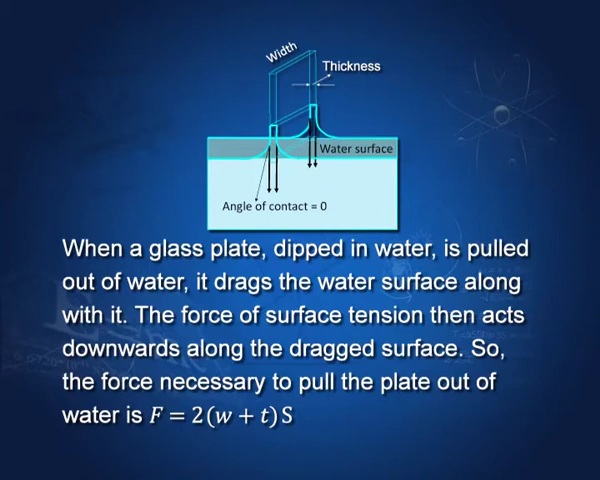 Width
Thickness
Water surface
Angle of contact = 0
When a glass plate, dipped in water, is pulled
out of water, it drags the water surface along
with it. The force of surface tension then acts
downwards along the dragged surface. So,
the force necessary to pull the plate out of
water is F = 2(w + t)S